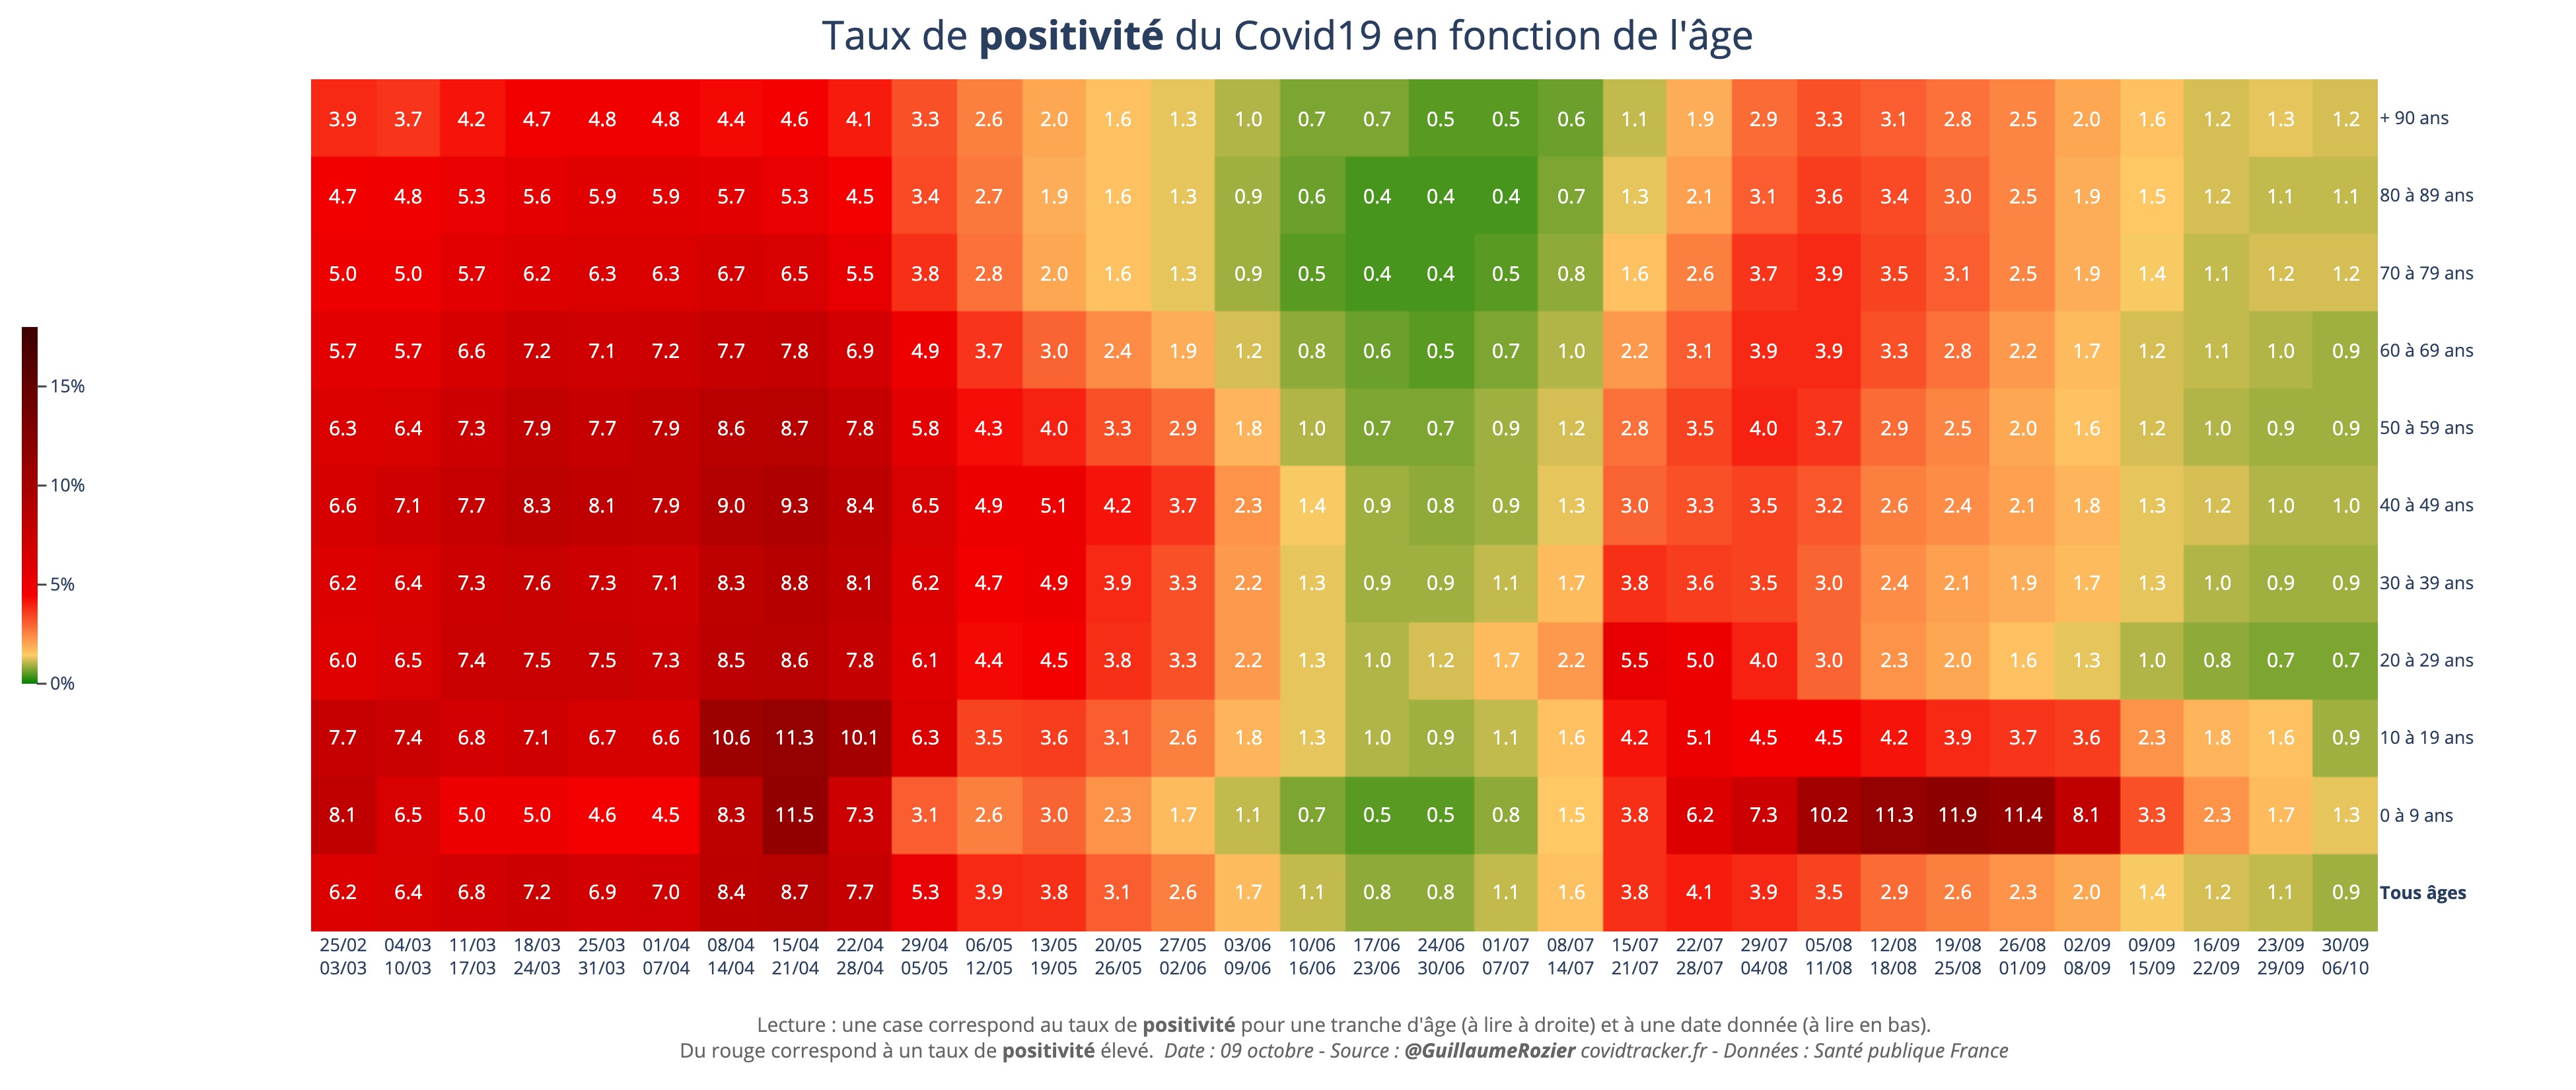 Taux de positivité du Covid19 en fonction de l'âge
3.9 3.7 4.2 4.7 4.8 4.8 4.4 4.6 4.1 3.3 2.6 2.0 1.6 1.3 1.0 0.7 0.7 0.5 0.5 0.6 1.1 1.9 2.9 3.3 3.1 2.8 2.5 2.0 1.6 1.2 1.3 1.2 + 90 ans
4.7 4.8 5.3 5.6 5.9 5.9 5.7 5.3 4.5 3.4 2.7 1.9 1.6 1.3 0.9 0.6 0.4 0.4 0.4 0.7 1.3 2.1 3.1 3.6 3.4 3.0 2.5 1.9 1.5 1.2 1.1 1.1 80 à 89 ans
5.0 5.0 5.7 6.2 6.3 6.3 6.7 6.5 5.5 3.8 2.8 2.0 1.6 1.3 0.9 0.5 0.4 0.4 0.5 0.8 1.6 2.6 3.7 3.9 3.5 3.1 2.5 1.9 1.4 1.1 1.2 1.2 70 à 79 ans
5.7 5.7 6.6 7.2 7.1 7.2 7.7 7.8 6.9 4.9 3.7 3.0 2.4 1.9 1.2 0.8 0.6 0.5 0.7 1.0 2.2 3.1 3.9 3.9 3.3 2.8 2.2 1.7 1.2 1.1 1.0 0.9 60 à 69 ans
15%
6.3 6.4 7.3 7.9 7.7 7.9 8.6 8.7 7.8 5.8 4.3 4.0 3.3 2.9 1.8 1.0 0.7 0.7 0.9 1.2 2.8 3.5 4.0 3.7 2.9 2.5 2.0 1.6 1.2 1.0 0.9 0.9 50 à 59 ans
10%
6.6 7.1 7.7 8.3 8.1 7.9 9.0 9.3 8.4 6.5 4.9 5.1 4.2 3.7 2.3 1.4 0.9 0.8 0.9 1.3 3.0 3.3 3.5 3.2 2.6 2.4 2.1 1.8 1.3 1.2 1.0 1.0 40 à 49 ans
5%
6.2 6.4 7.3 7.6 7.3 7.1 8.3 8.8 8.1 6.2 4.7 4.9 3.9 3.3 2.2 1.3 0.9 0.9 1.1 1.7 3.8 3.6 3.5 3.0 2.4 2.1 1.9 1.7 1.3 1.0 0.9 0.9 30 à 39 ans
6.0 6.5 7.4 7.5 7.5 7.3 8.5 8.6 7.8 6.1 4.4 4.5 3.8 3.3 2.2 1.3 1.0 1.2 1.7 2.2 5.5 5.0 4.0 3.0 2.3 2.0 1.6 1.3 1.0 0.8 0.7 0.7 20 à 29 ans
0%
7.7 7.4 6.8 7.1 6.7 6.6 10.6 11.3 10.1 6.3 3.5 3.6 3.1 2.6 1.8 1.3 1.0 0.9 1.1 1.6 4.2 5.1 4.5 4.5 4.2 3.9 3.7 3.6 2.3 1.8 1.6 0.9 10 à 19 ans
8.1 6.5 5.0 5.0 4.6 4.5 8.3 11.5 7.3 3.1 2.6 3.0 2.3 1.7 1.1 0.7 0.5 0.5 0.8 1.5 3.8 6.2 7.3 10.2 11.3 11.9 11.4 8.1 3.3 2.3 1.7 1.3 0 à 9 ans
6.2 6.4 6.8 7.2 6.9 7.0 8.4 8.7 7.7 5.3 3.9 3.8 3.1 2.6 1.7 1.1 0.8 0.8 1.1 1.6 3.8 4.1 3.9 3.5 2.9 2.6 2.3 2.0 1.4 1.2 1.1 0.9 Tous âges
25/02 04/03 11/03 18/03 25/03 01/04 08/04 15/04 22/04 29/04 06/05 13/05 20/05 27/05 03/06 10/06 17/06 24/06 01/07 08/07 15/07 22/07 29/07 05/08 12/08 19/08 26/08 02/09 09/09 16/09 23/09 30/09
03/03 10/03 17/03 24/03 31/03 07/04 14/04 21/04 28/04 05/05 12/05 19/05 26/05 02/06 09/06 16/06 23/06 30/06 07/07 14/07 21/07 28/07 04/08 11/08 18/08 25/08 01/09 08/09 15/09 22/09 29/09 06/10
Lecture : une case correspond au taux de positivité pour une tranche d'âge (à lire à droite) et à une date donnée (à lire en bas).
Du rouge correspond à un taux de positivité élevé. Date : 09 octobre - Source : @GuillaumeRozier covidtracker.fr - Données : Santé publique France